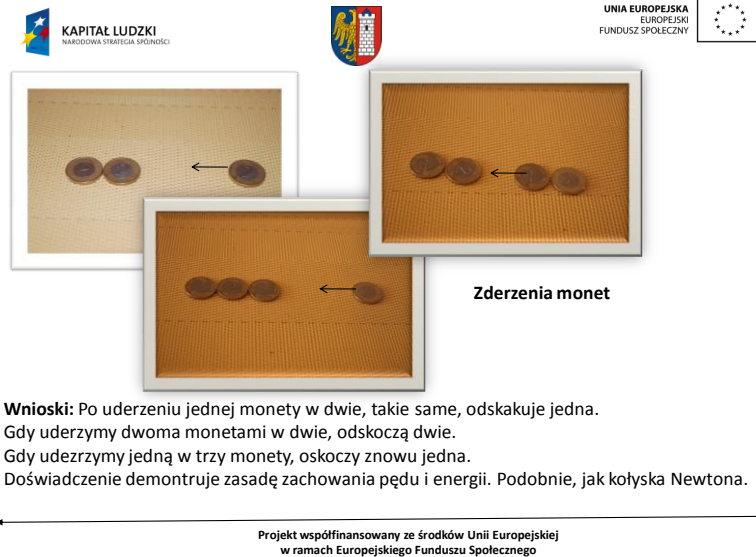 KAPITAŁ LUDZKI
NARODOWA STRATEGIA SPÓJNOŚCI
UNIA EUROPEJSKA
EUROPEJSKI
FUNDUSZ SPOŁECZNY
Zderzenia monet
Wnioski: Po uderzeniu jednej monety w dwie, takie same, odskakuje jedna.
Gdy uderzymy dwoma monetami w dwie, odskoczą dwie.
Gdy udezrzymy jedną w trzy monety, oskoczy znowu jedna.
Doświadczenie demontruje zasadę zachowania pędu i energii. Podobnie, jak kołyska Newtona.
Projekt współfinansowany ze środków Unii Europejskiej
w ramach Europejskiego Funduszu Społecznego